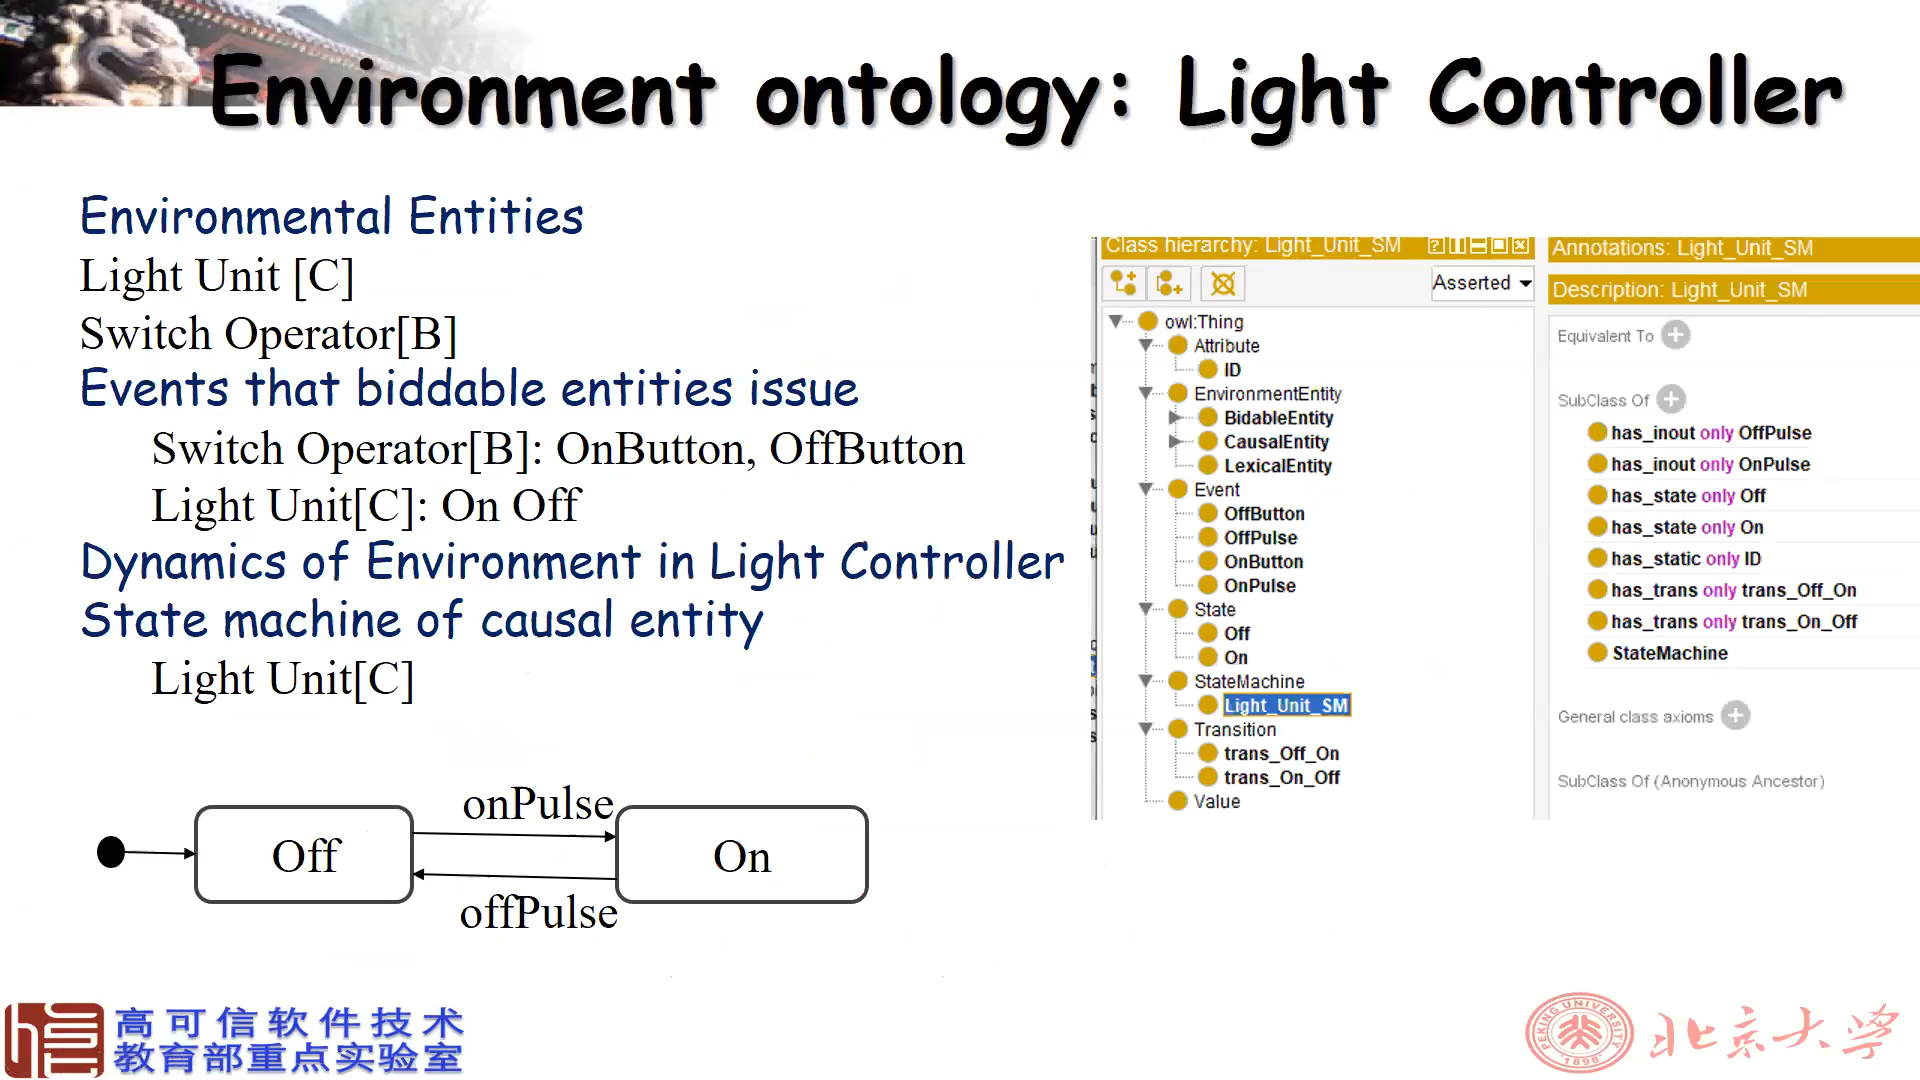 Environment ontology: Light Controller
Environmental Entities
Light Unit [C]
Switch Operator[B]
Events that biddable entities issue
Switch Operator[B]: OnButton, OffButton
Light Unit[C]: On Off
Dynamics of Environment in Light Controller
State machine of causal entity
Light Unit[C]
onPulse
Off
On
offPulse
Class hierarchy: Light_Unit_SM
Asserted
owl:Thing
Attribute
ID
EnvironmentEntity
BidableEntity
CausalEntity
LexicalEntity
Event
OffButton
OffPulse
OnButton
OnPulse
State
Off
On
StateMachine
Light_Unit_SM
Transition
trans_Off_On
trans_On_Off
Value
Annotations: Light_Unit_SM
Description: Light_Unit_SM
Equivalent To
SubClass Of
has_inout only OffPulse
has_inout only OnPulse
has_state only Off
has_state only On
has_static only ID
has_trans only trans_Off_On
has_trans only trans_On_Off
StateMachine
General class axioms
SubClass Of (Anonymous Ancestor)
高可信软件技术
教育部重点实验室
PEKING UNIVERSITY
1898
北京大学